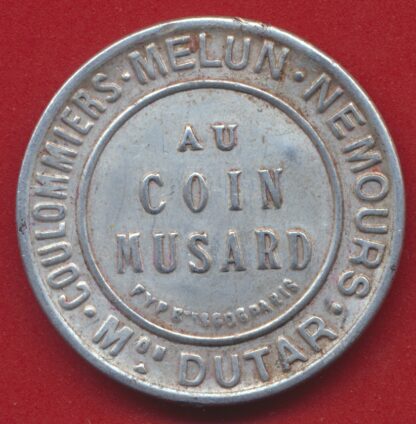 COULOMMIERS·MELUN·NEMOURS·
Mon DUTAR·
AU
COIN
MUSARD